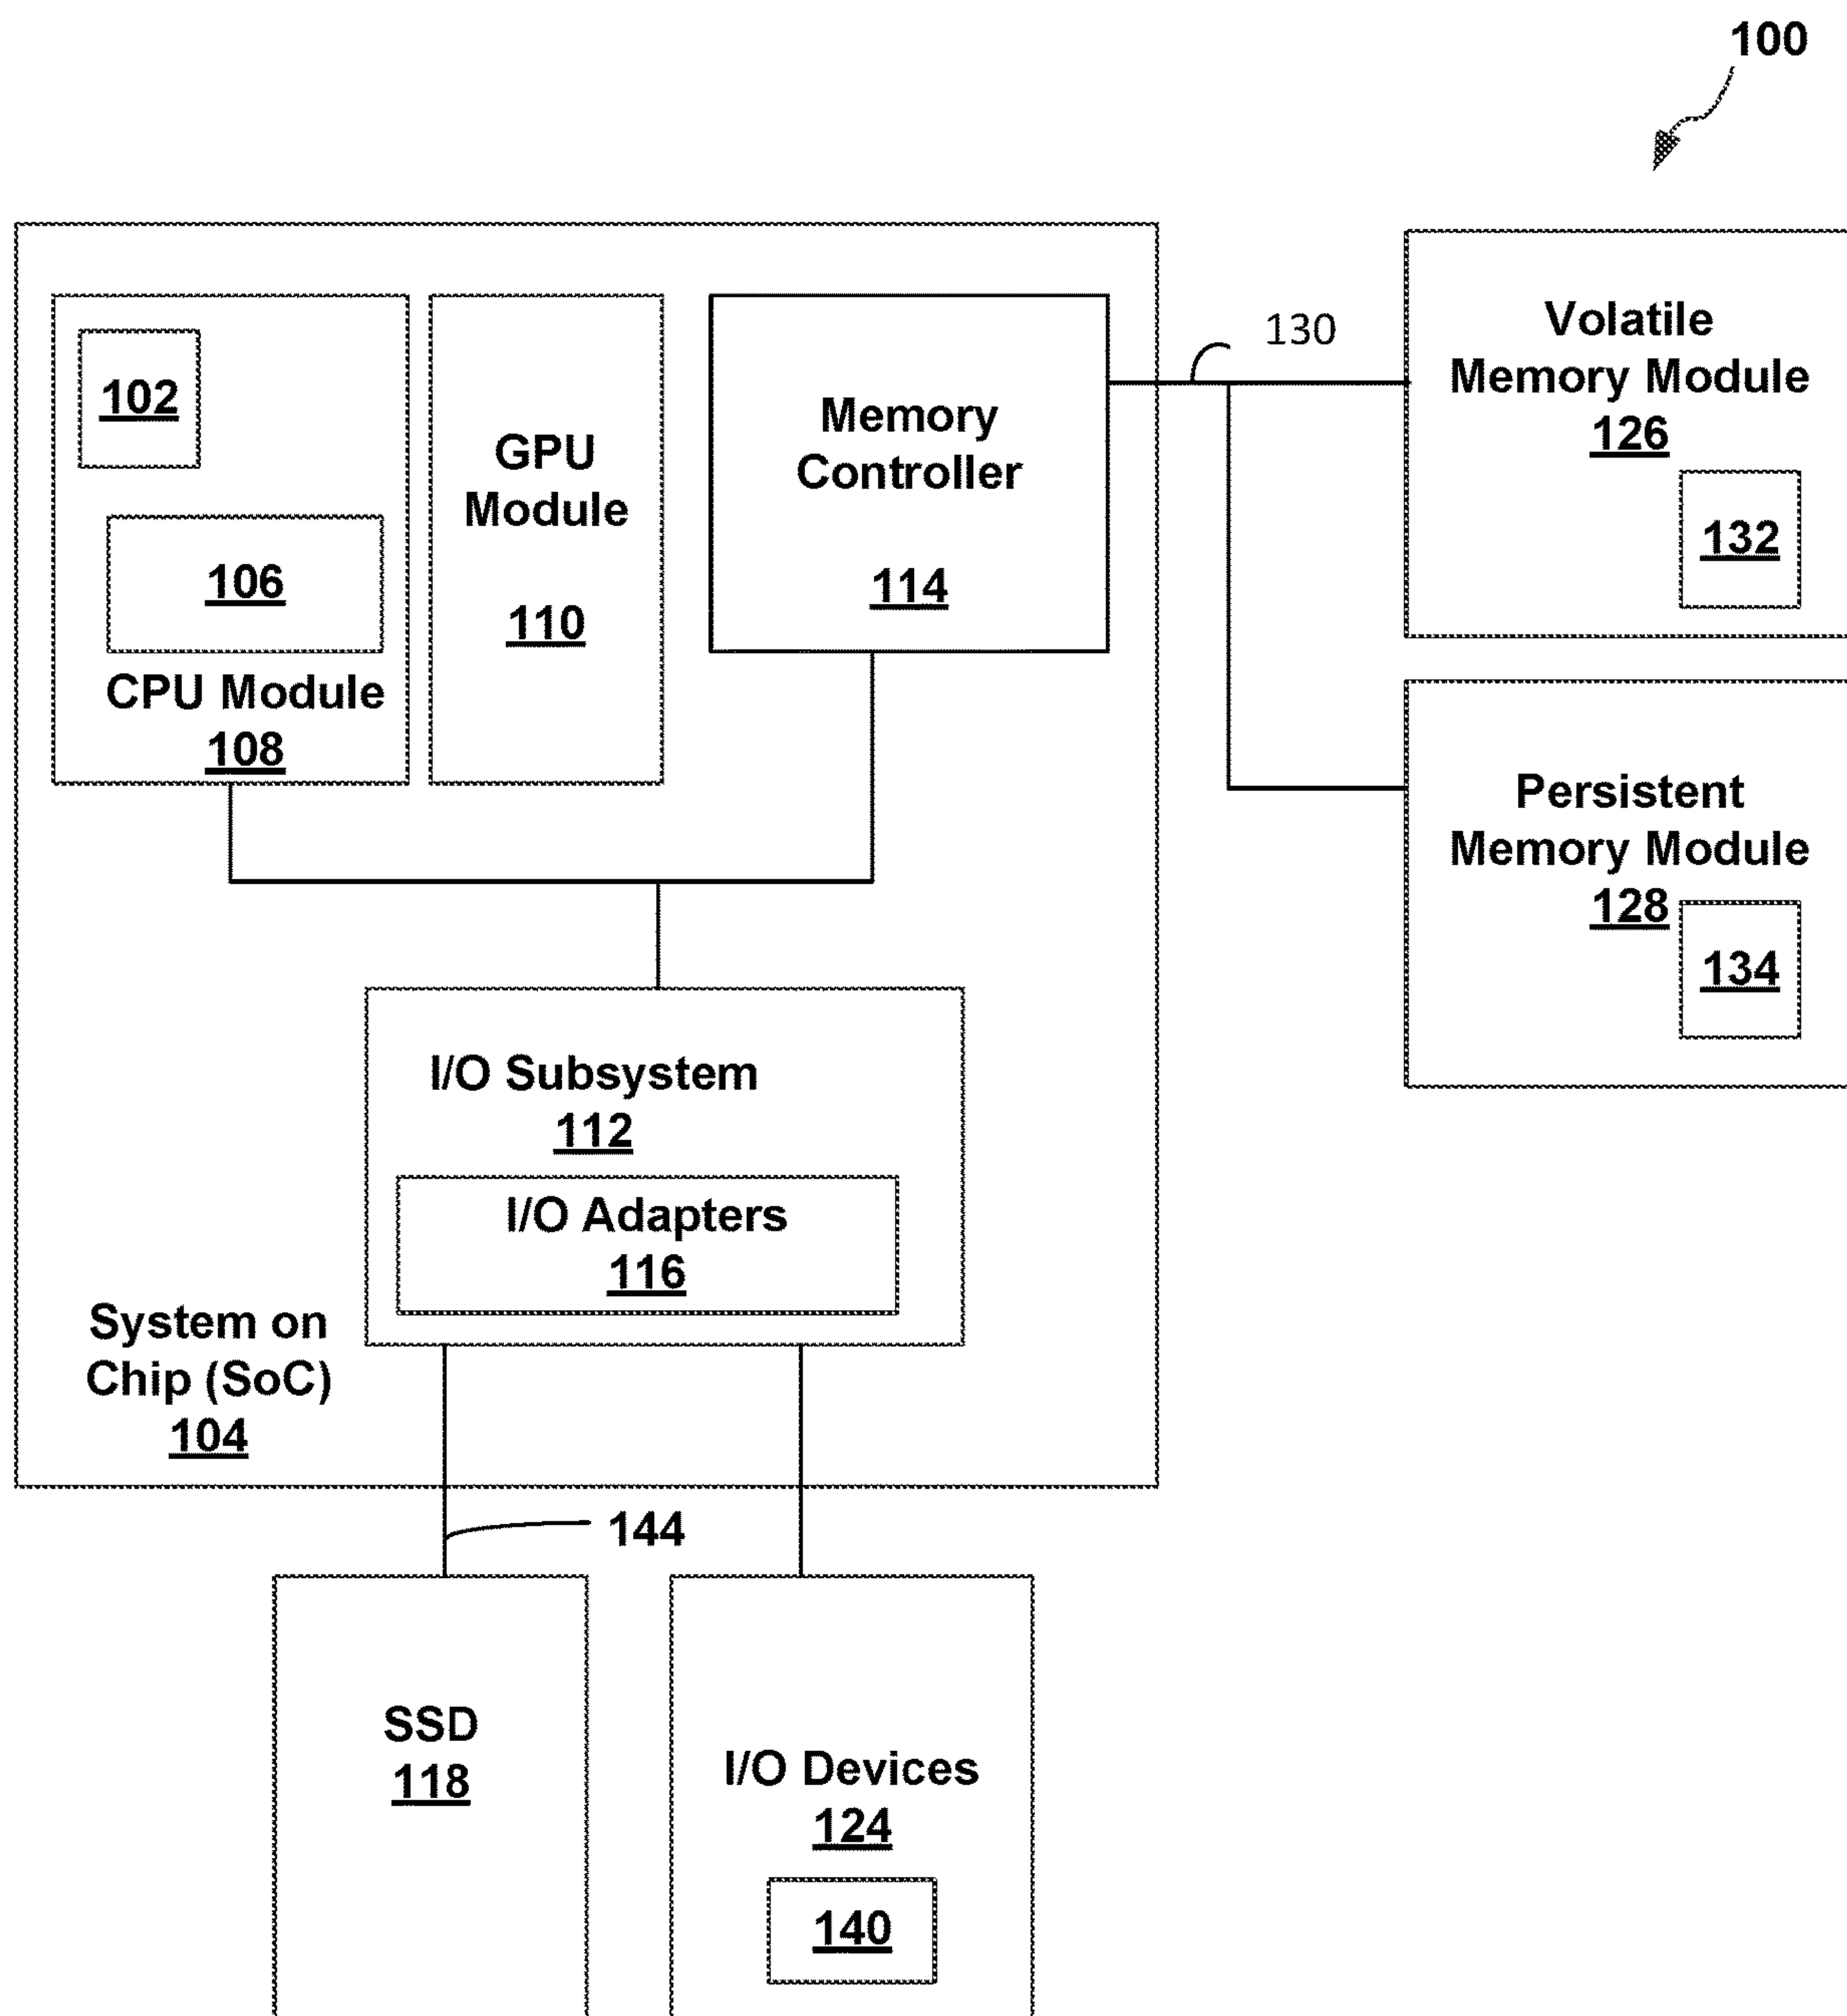 100
102
106
CPU Module
108
GPU
Module
110
Memory
Controller
114
130
Volatile
Memory Module
126
132
Persistent
Memory Module
128
134
I/O Subsystem
112
I/O Adapters
116
System on
Chip (SoC)
104
144
SSD
118
I/O Devices
124
140